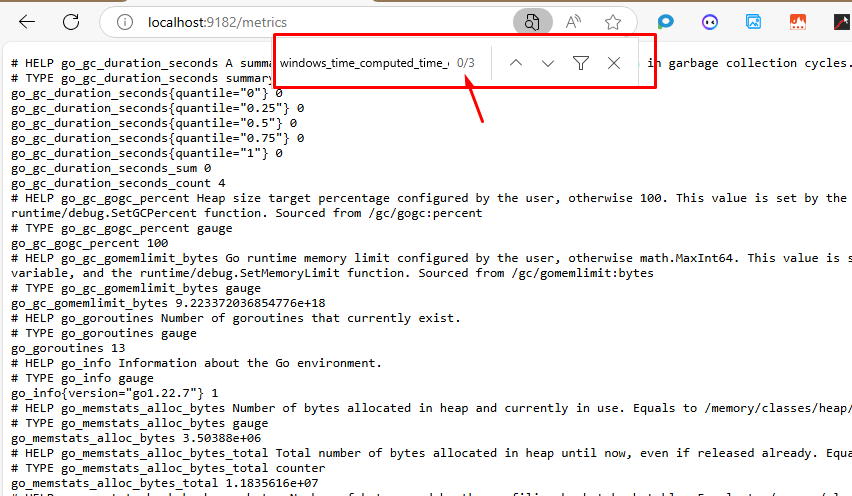 localhost:9182/metrics
windows_time_computed_time_ 0/3
# HELP go_gc_duration_seconds A summa in garbage collection cycles.
# TYPE go_gc_duration_seconds summary
go_gc_duration_seconds{quantile="0"} 0
go_gc_duration_seconds{quantile="0.25"} 0
go_gc_duration_seconds{quantile="0.5"} 0
go_gc_duration_seconds{quantile="0.75"} 0
go_gc_duration_seconds{quantile="1"} 0
go_gc_duration_seconds_sum 0
go_gc_duration_seconds_count 4
# HELP go_gc_gogc_percent Heap size target percentage configured by the user, otherwise 100. This value is set by the
runtime/debug.SetGCPercent function. Sourced from /gc/gogc:percent
# TYPE go_gc_gogc_percent gauge
go_gc_gogc_percent 100
# HELP go_gc_gomemlimit_bytes Go runtime memory limit configured by the user, otherwise math.MaxInt64. This value is s
variable, and the runtime/debug.SetMemoryLimit function. Sourced from /gc/gomemlimit:bytes
# TYPE go_gc_gomemlimit_bytes gauge
go_gc_gomemlimit_bytes 9.223372036854776e+18
# HELP go_goroutines Number of goroutines that currently exist.
# TYPE go_goroutines gauge
go_goroutines 13
# HELP go_info Information about the Go environment.
# TYPE go_info gauge
go_info{version="go1.22.7"} 1
# HELP go_memstats_alloc_bytes Number of bytes allocated in heap and currently in use. Equals to /memory/classes/heap/
# TYPE go_memstats_alloc_bytes gauge
go_memstats_alloc_bytes 3.50388e+06
# HELP go_memstats_alloc_bytes_total Total number of bytes allocated in heap until now, even if released already. Equa
# TYPE go_memstats_alloc_bytes_total counter
go_memstats_alloc_bytes_total 1.1835616e+07